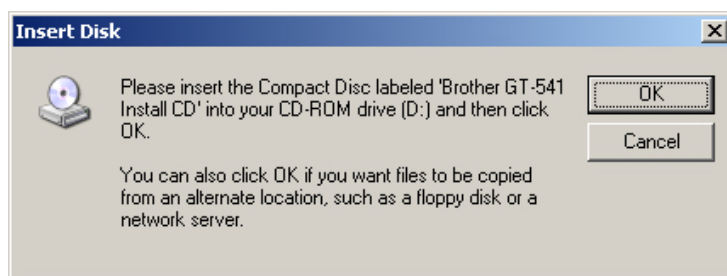 Insert Disk
Please insert the Compact Disc labeled 'Brother GT-541
Install CD' into your CD-ROM drive (D:) and then click
OK.
You can also click OK if you want files to be copied
from an alternate location, such as a floppy disk or a
network server.
OK
Cancel